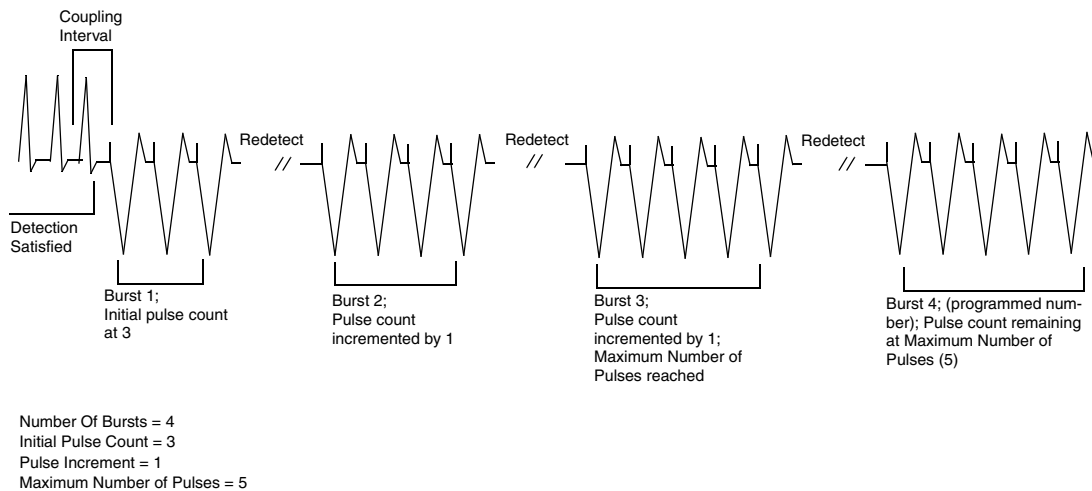 Coupling
Interval
Redetect
Redetect
Redetect
Detection
Satisfied
Burst 1;
Initial pulse count
at 3
Burst 2;
Pulse count
incremented by 1
Burst 3;
Pulse count
incremented by 1;
Maximum Number of
Pulses reached
Burst 4; (programmed num-
ber); Pulse count remaining
at Maximum Number of
Pulses (5)
Number Of Bursts = 4
Initial Pulse Count = 3
Pulse Increment = 1
Maximum Number of Pulses = 5